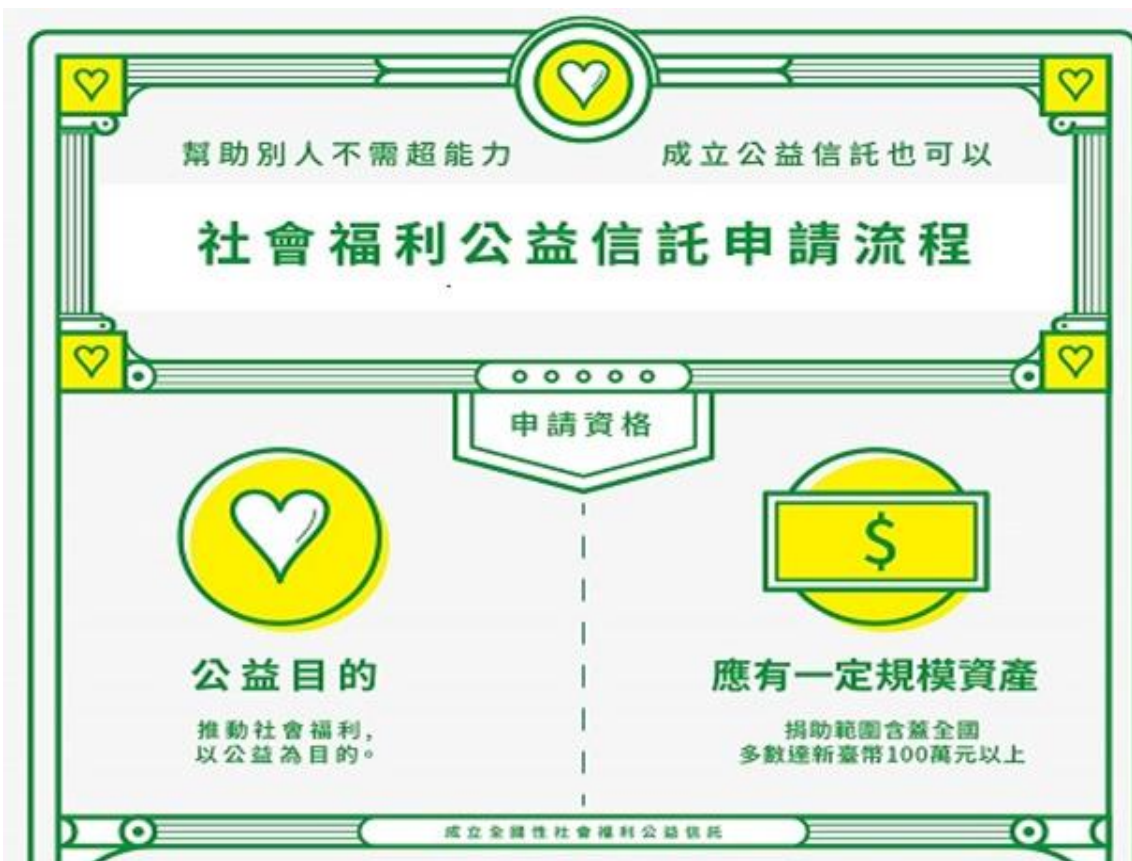 幫助別人不需超能力 成立公益信託也可以
社會福利公益信託申請流程
申請資格
$
公益目的
推動社會福利,
以公益為目的。
應有一定規模資產
捐助範圍含蓋全國
多數達新臺幣100萬元以上
成立全國性社會福利公益信託